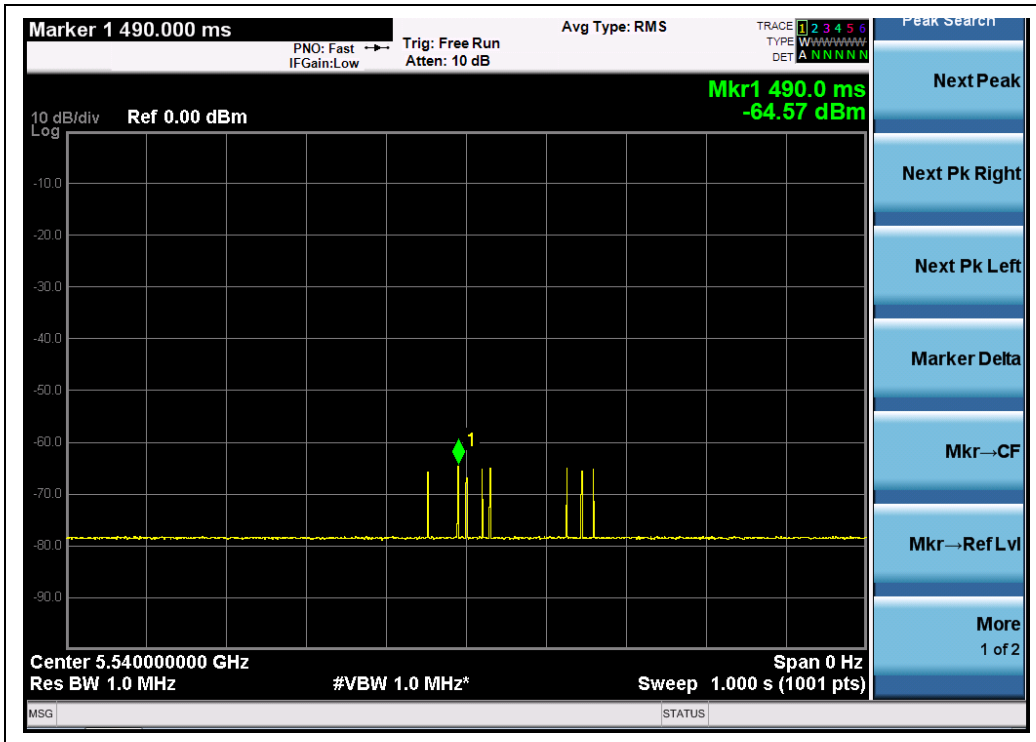 Marker 1 490.000 ms
PNO: Fast
IFGain:Low
Trig: Free Run
Atten: 10 dB
Avg Type: RMS
TRACE 1 2 3 4 5 6
TYPE WWWWWW
DET A N N N N N
Mkr1 490.0 ms
-64.57 dBm
10 dB/div
Log
Ref 0.00 dBm
-10.0
-20.0
-30.0
-40.0
-50.0
-60.0
-70.0
-80.0
-90.0
1
Center 5.540000000 GHz
Res BW 1.0 MHz
#VBW 1.0 MHz*
Span 0 Hz
Sweep 1.000 s (1001 pts)
MSG
STATUS
Peak Search
Next Peak
Next Pk Right
Next Pk Left
Marker Delta
Mkr→CF
Mkr→Ref Lvl
More
1 of 2